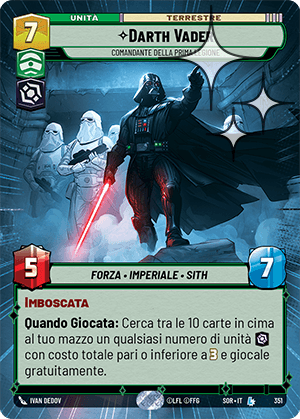 UNITÀ TERRESTRE
7
✧DARTH VADER
COMANDANTE DELLA PRIMA LEGIONE
5
7
FORZA • IMPERIALE • SITH
IMBOSCATA
Quando Giocata: Cerca tra le 10 carte in cima
al tuo mazzo un qualsiasi numero di unità
con costo totale pari o inferiore a 3 e giocale
gratuitamente.
IVAN DEDOV ©LFL ©FFG SOR•IT L 351